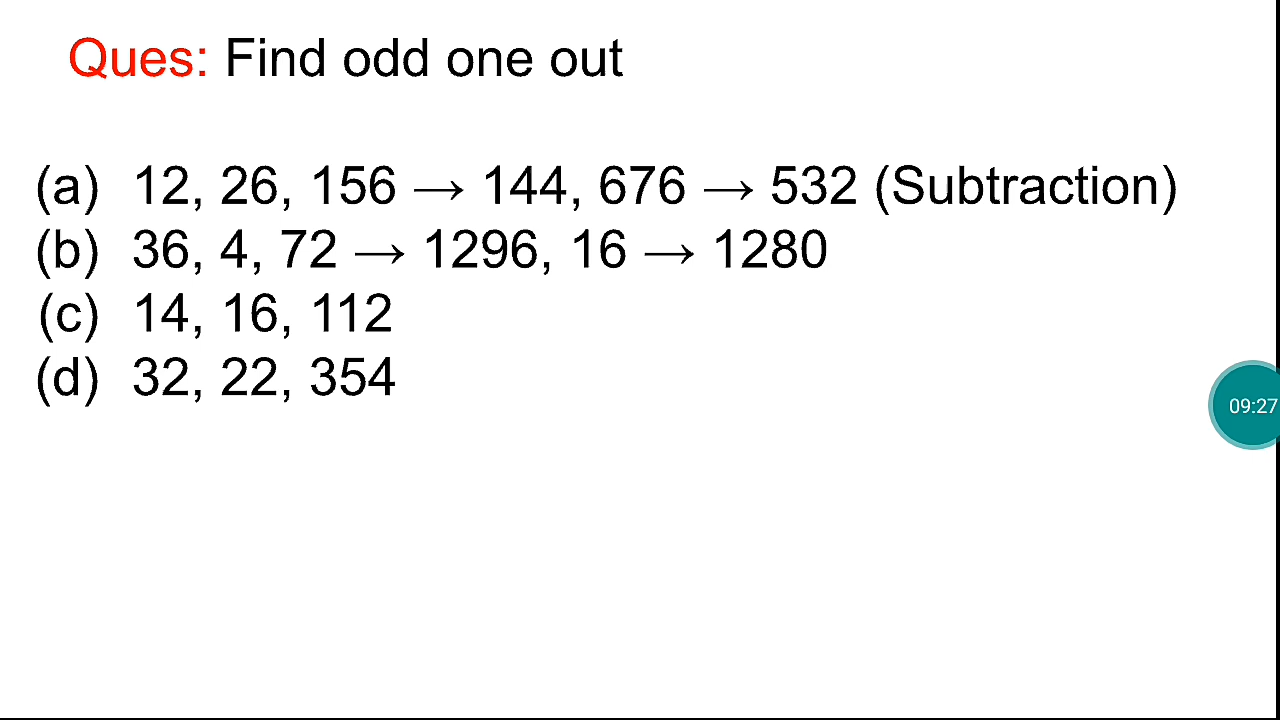 Ques: Find odd one out
(a) 12, 26, 156 → 144, 676 → 532 (Subtraction)
(b) 36, 4, 72 → 1296, 16 → 1280
(c) 14, 16, 112
(d) 32, 22, 354
09:27